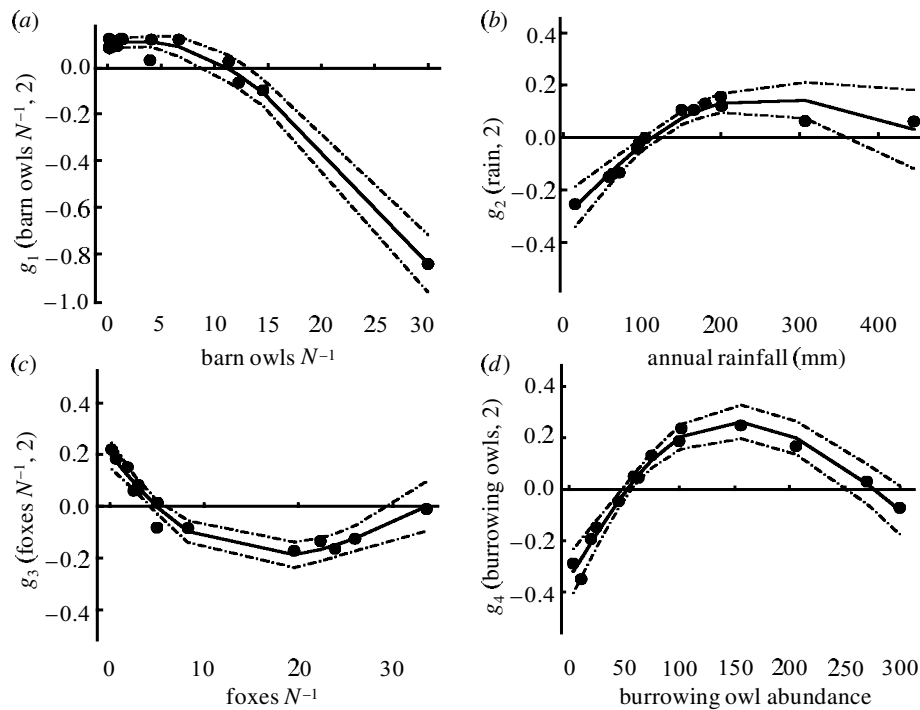 (a)
0.0
−0.2
−0.4
−0.6
−0.8
−1.0
g₁ (barn owls N⁻¹, 2)
0 5 10 15 20 25 30
barn owls N⁻¹
(b)
0.4
0.2
0.0
−0.2
−0.4
g₂ (rain, 2)
0 100 200 300 400
annual rainfall (mm)
(c)
0.4
0.2
0.0
−0.2
−0.4
g₃ (foxes N⁻¹, 2)
0 10 20 30
foxes N⁻¹
(d)
0.4
0.2
0.0
−0.2
−0.4
g₄ (burrowing owls, 2)
0 50 100 150 200 250 300
burrowing owl abundance